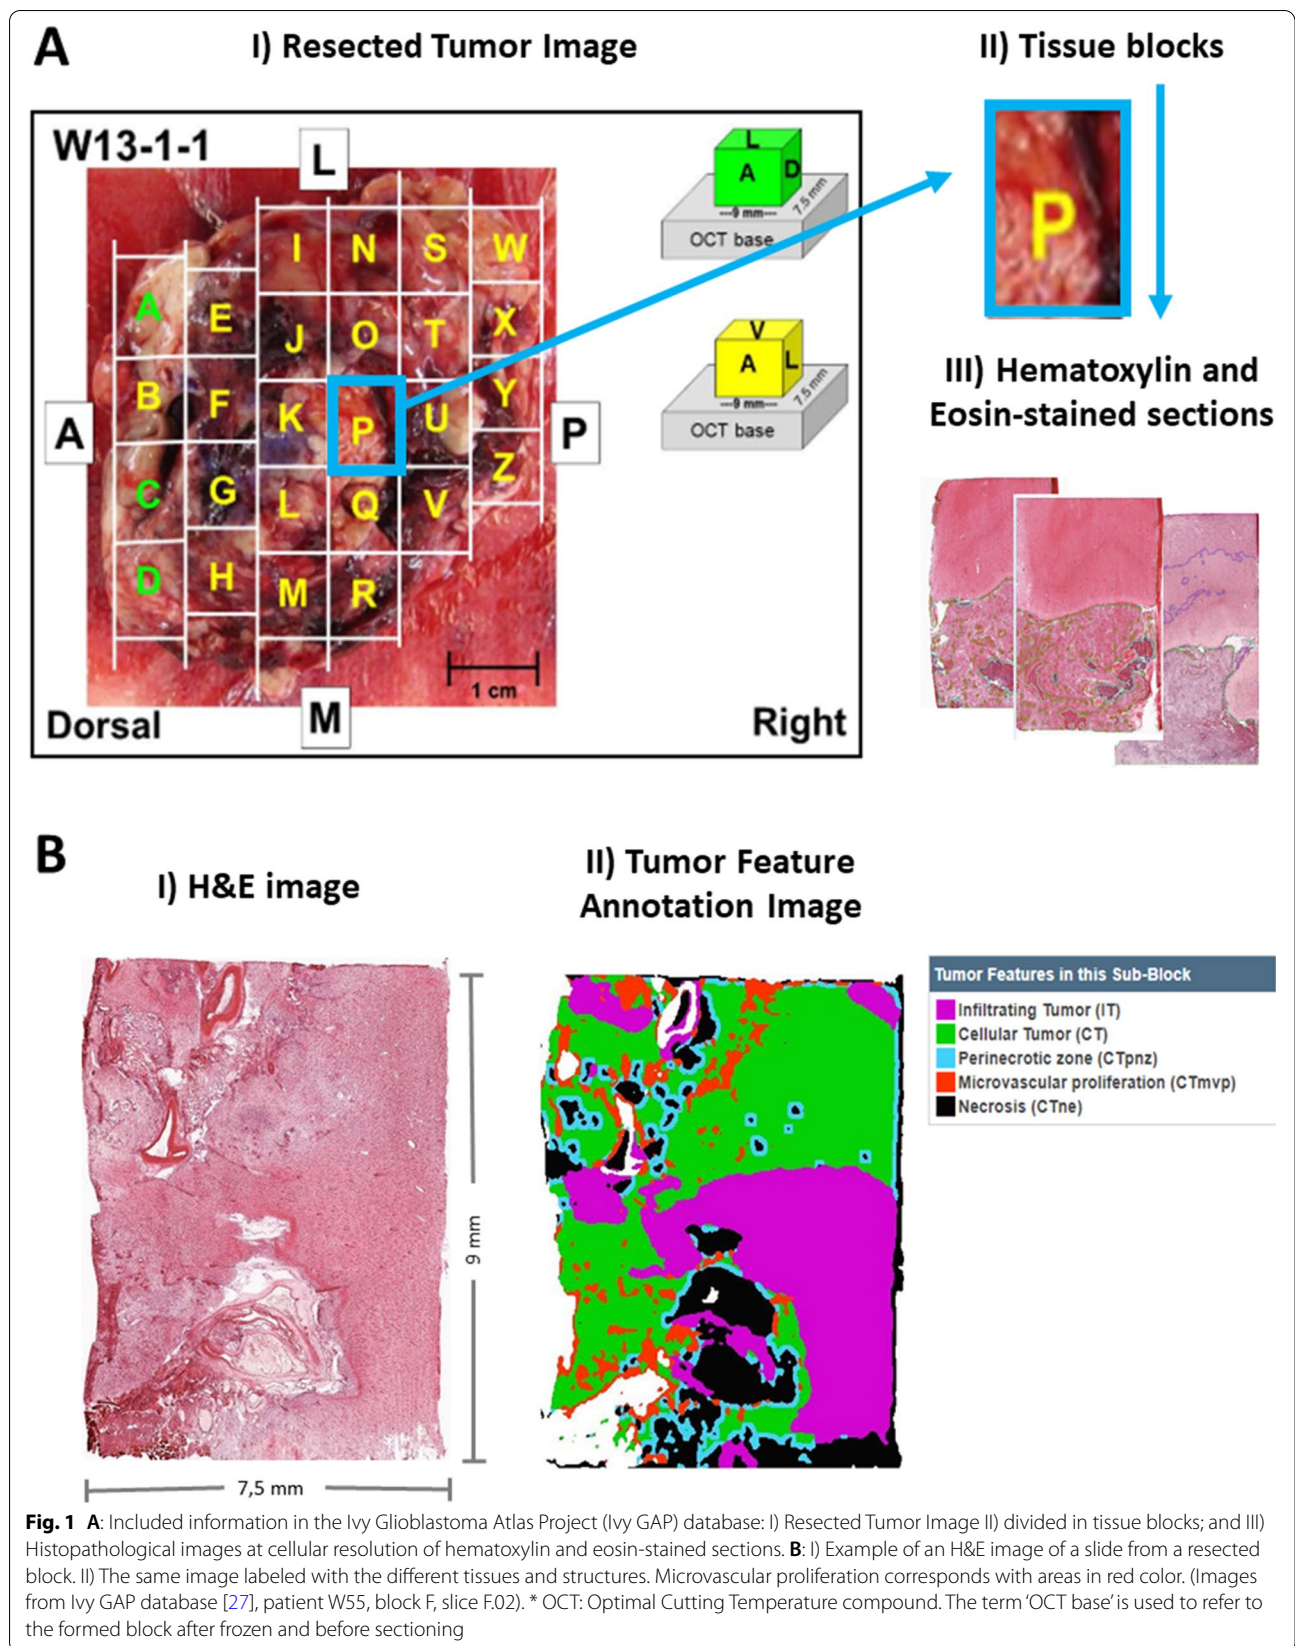 A
I) Resected Tumor Image
II) Tissue blocks
W13-1-1
L
A
P
M
Dorsal
Right
I N S W
A E J O T X
B F K P U Y
C G L Q V Z
D H M R
1 cm
L
A
D
---9 mm---
7.5 mm
OCT base
V
A
L
---9 mm---
7.5 mm
OCT base
P
III) Hematoxylin and
Eosin-stained sections
B
I) H&E image
II) Tumor Feature
Annotation Image
9 mm
7,5 mm
Tumor Features in this Sub-Block
Infiltrating Tumor (IT)
Cellular Tumor (CT)
Perinecrotic zone (CTpnz)
Microvascular proliferation (CTmvp)
Necrosis (CTne)
Fig. 1 A: Included information in the Ivy Glioblastoma Atlas Project (Ivy GAP) database: I) Resected Tumor Image II) divided in tissue blocks; and III)
Histopathological images at cellular resolution of hematoxylin and eosin-stained sections. B: I) Example of an H&E image of a slide from a resected
block. II) The same image labeled with the different tissues and structures. Microvascular proliferation corresponds with areas in red color. (Images
from Ivy GAP database [27], patient W55, block F, slice F.02). * OCT: Optimal Cutting Temperature compound. The term ‘OCT base’ is used to refer to
the formed block after frozen and before sectioning